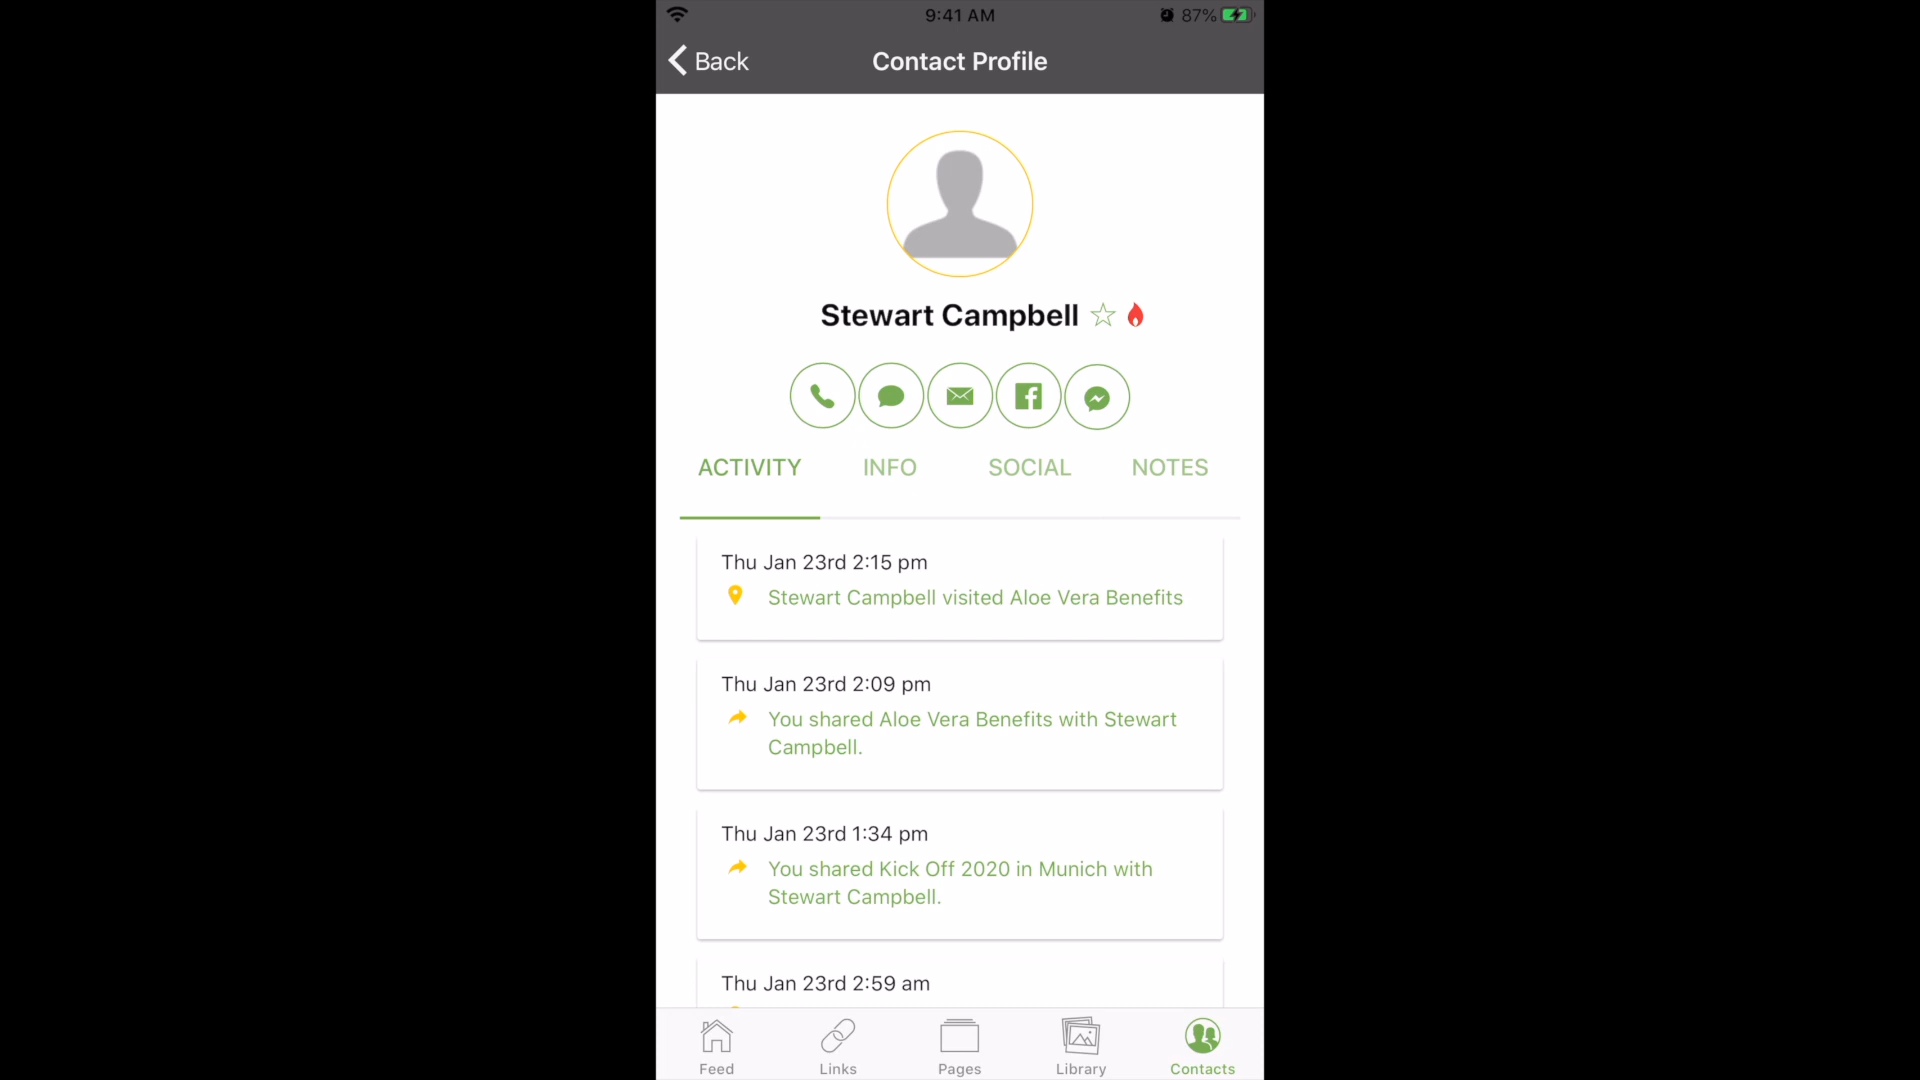 9:41 AM
87%
Back
Contact Profile
Stewart Campbell
ACTIVITY INFO SOCIAL NOTES
Thu Jan 23rd 2:15 pm
Stewart Campbell visited Aloe Vera Benefits
Thu Jan 23rd 2:09 pm
You shared Aloe Vera Benefits with Stewart
Campbell.
Thu Jan 23rd 1:34 pm
You shared Kick Off 2020 in Munich with
Stewart Campbell.
Thu Jan 23rd 2:59 am
Feed Links Pages Library Contacts